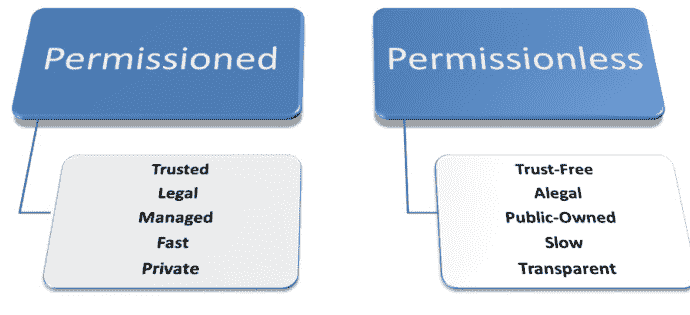 Permissioned
Trusted
Legal
Managed
Fast
Private
Permissionless
Trust-Free
Alegal
Public-Owned
Slow
Transparent